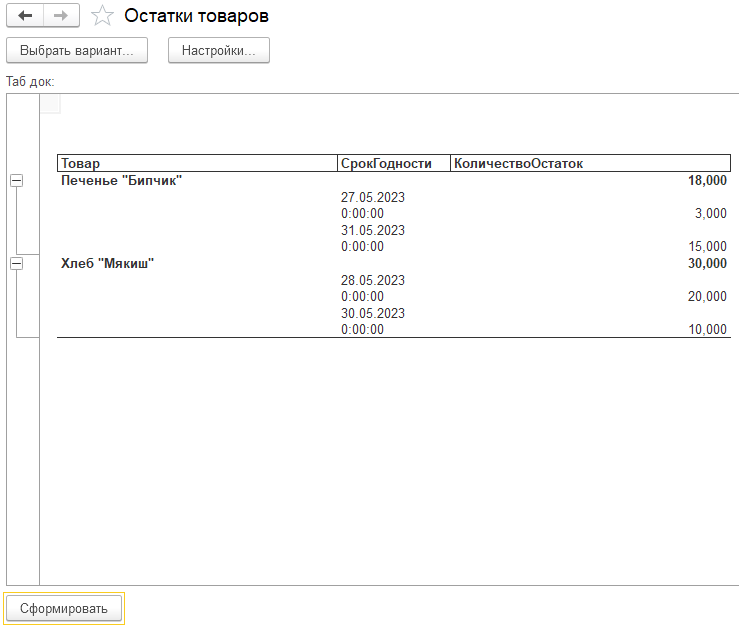 Остатки товаров
Выбрать вариант... Настройки...
Таб док:
Товар СрокГодности КоличествоОстаток
Печенье "Бипчик" 18,000
27.05.2023
0:00:00 3,000
31.05.2023
0:00:00 15,000
Хлеб "Мякиш" 30,000
28.05.2023
0:00:00 20,000
30.05.2023
0:00:00 10,000
Сформировать